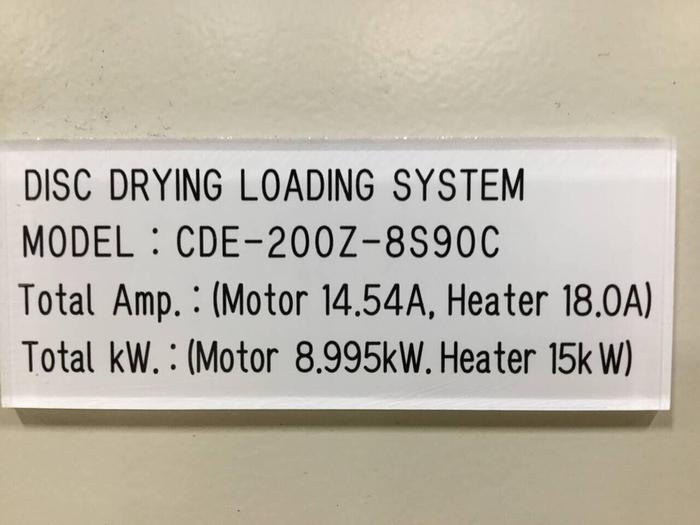 DISC DRYING LOADING SYSTEM
MODEL : CDE-200Z-8S90C
Total Amp. : (Motor 14.54A, Heater 18.0A)
Total kW. : (Motor 8.995kW. Heater 15kW)